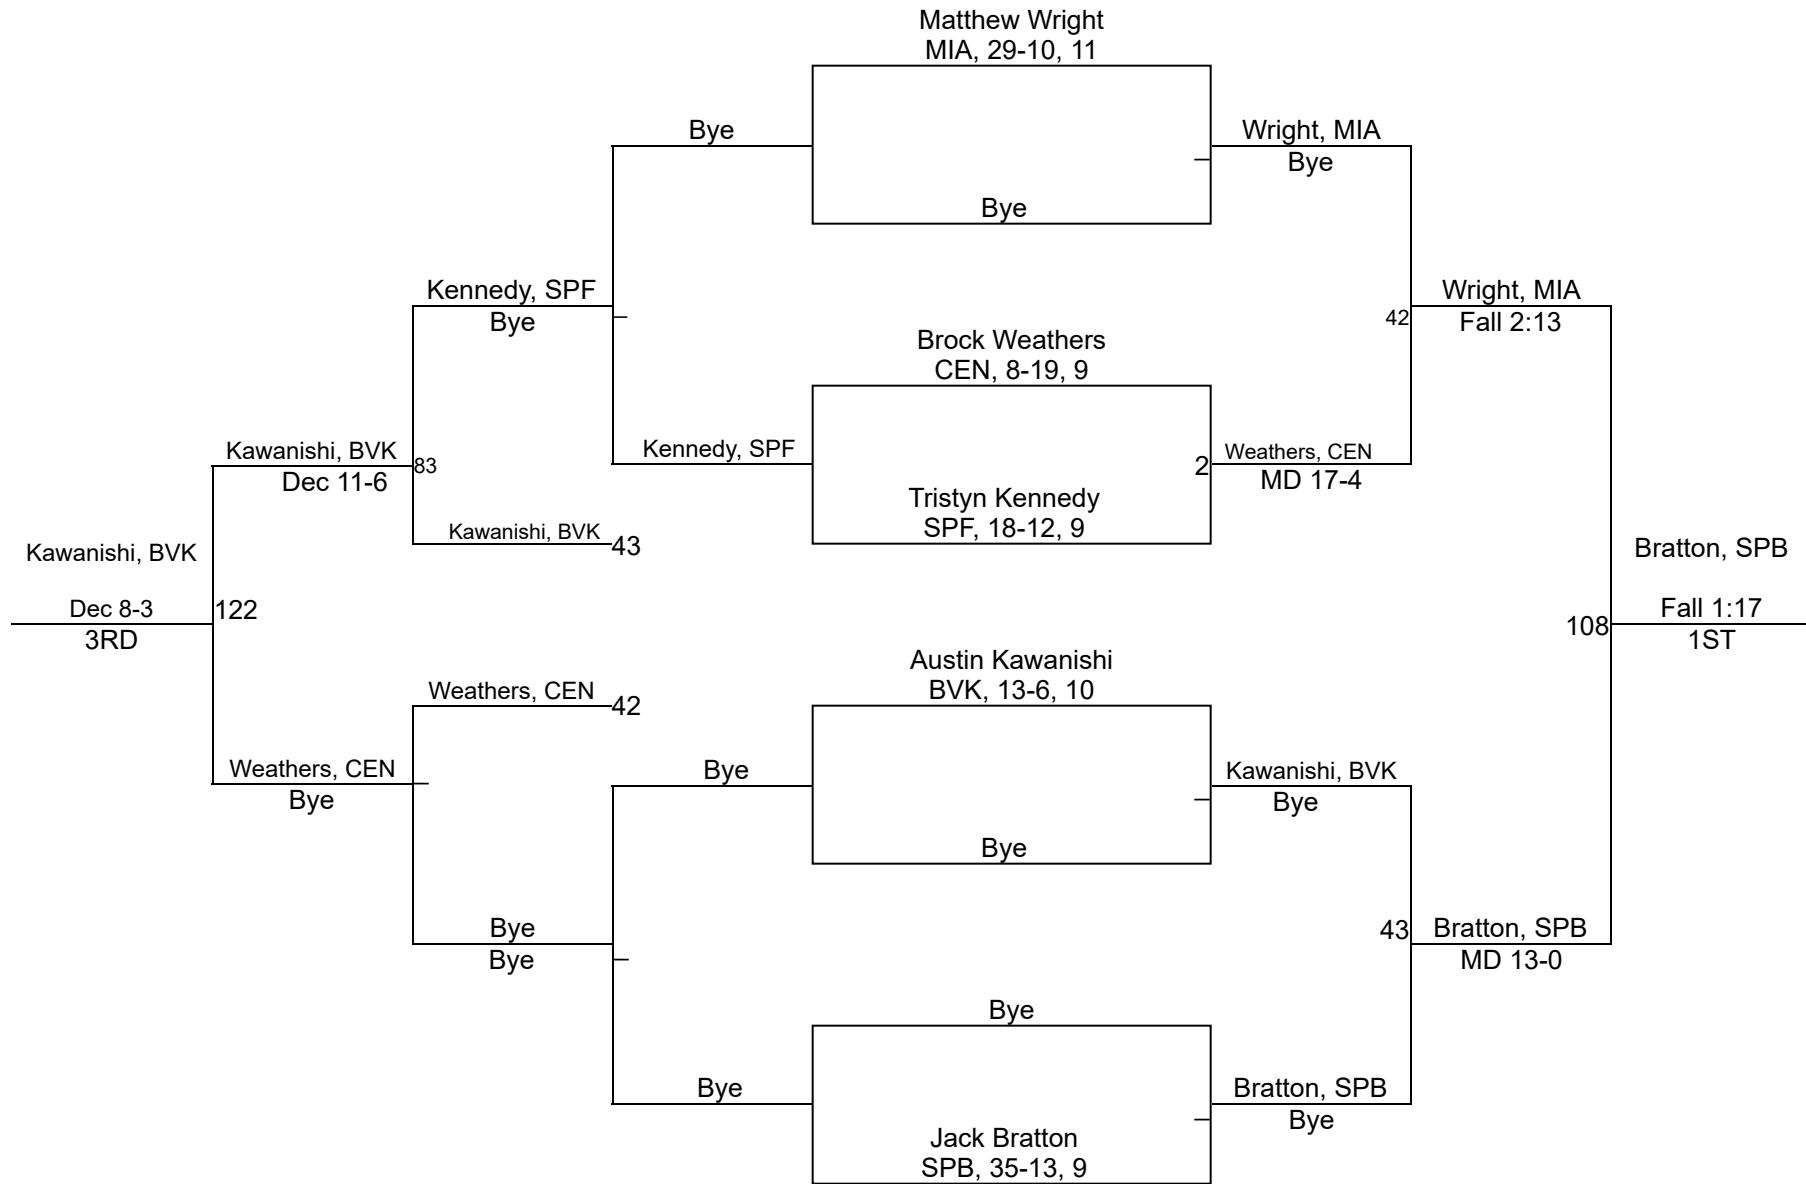 Matthew Wright
MIA, 29-10, 11
Bye
Wright, MIA
Bye
Bye
Kennedy, SPF
Bye
Wright, MIA
42
Fall 2:13
Brock Weathers
CEN, 8-19, 9
Kawanishi, BVK
83
Dec 11-6
Kennedy, SPF
2
Weathers, CEN
MD 17-4
Tristyn Kennedy
SPF, 18-12, 9
Kawanishi, BVK
43
Kawanishi, BVK
Dec 8-3
122
3RD
Bratton, SPB
108
Fall 1:17
1ST
Austin Kawanishi
BVK, 13-6, 10
Weathers, CEN
42
Weathers, CEN
Bye
Bye
Kawanishi, BVK
Bye
Bye
Bye
Bye
43
Bratton, SPB
MD 13-0
Bye
Bye
Bratton, SPB
Bye
Jack Bratton
SPB, 35-13, 9